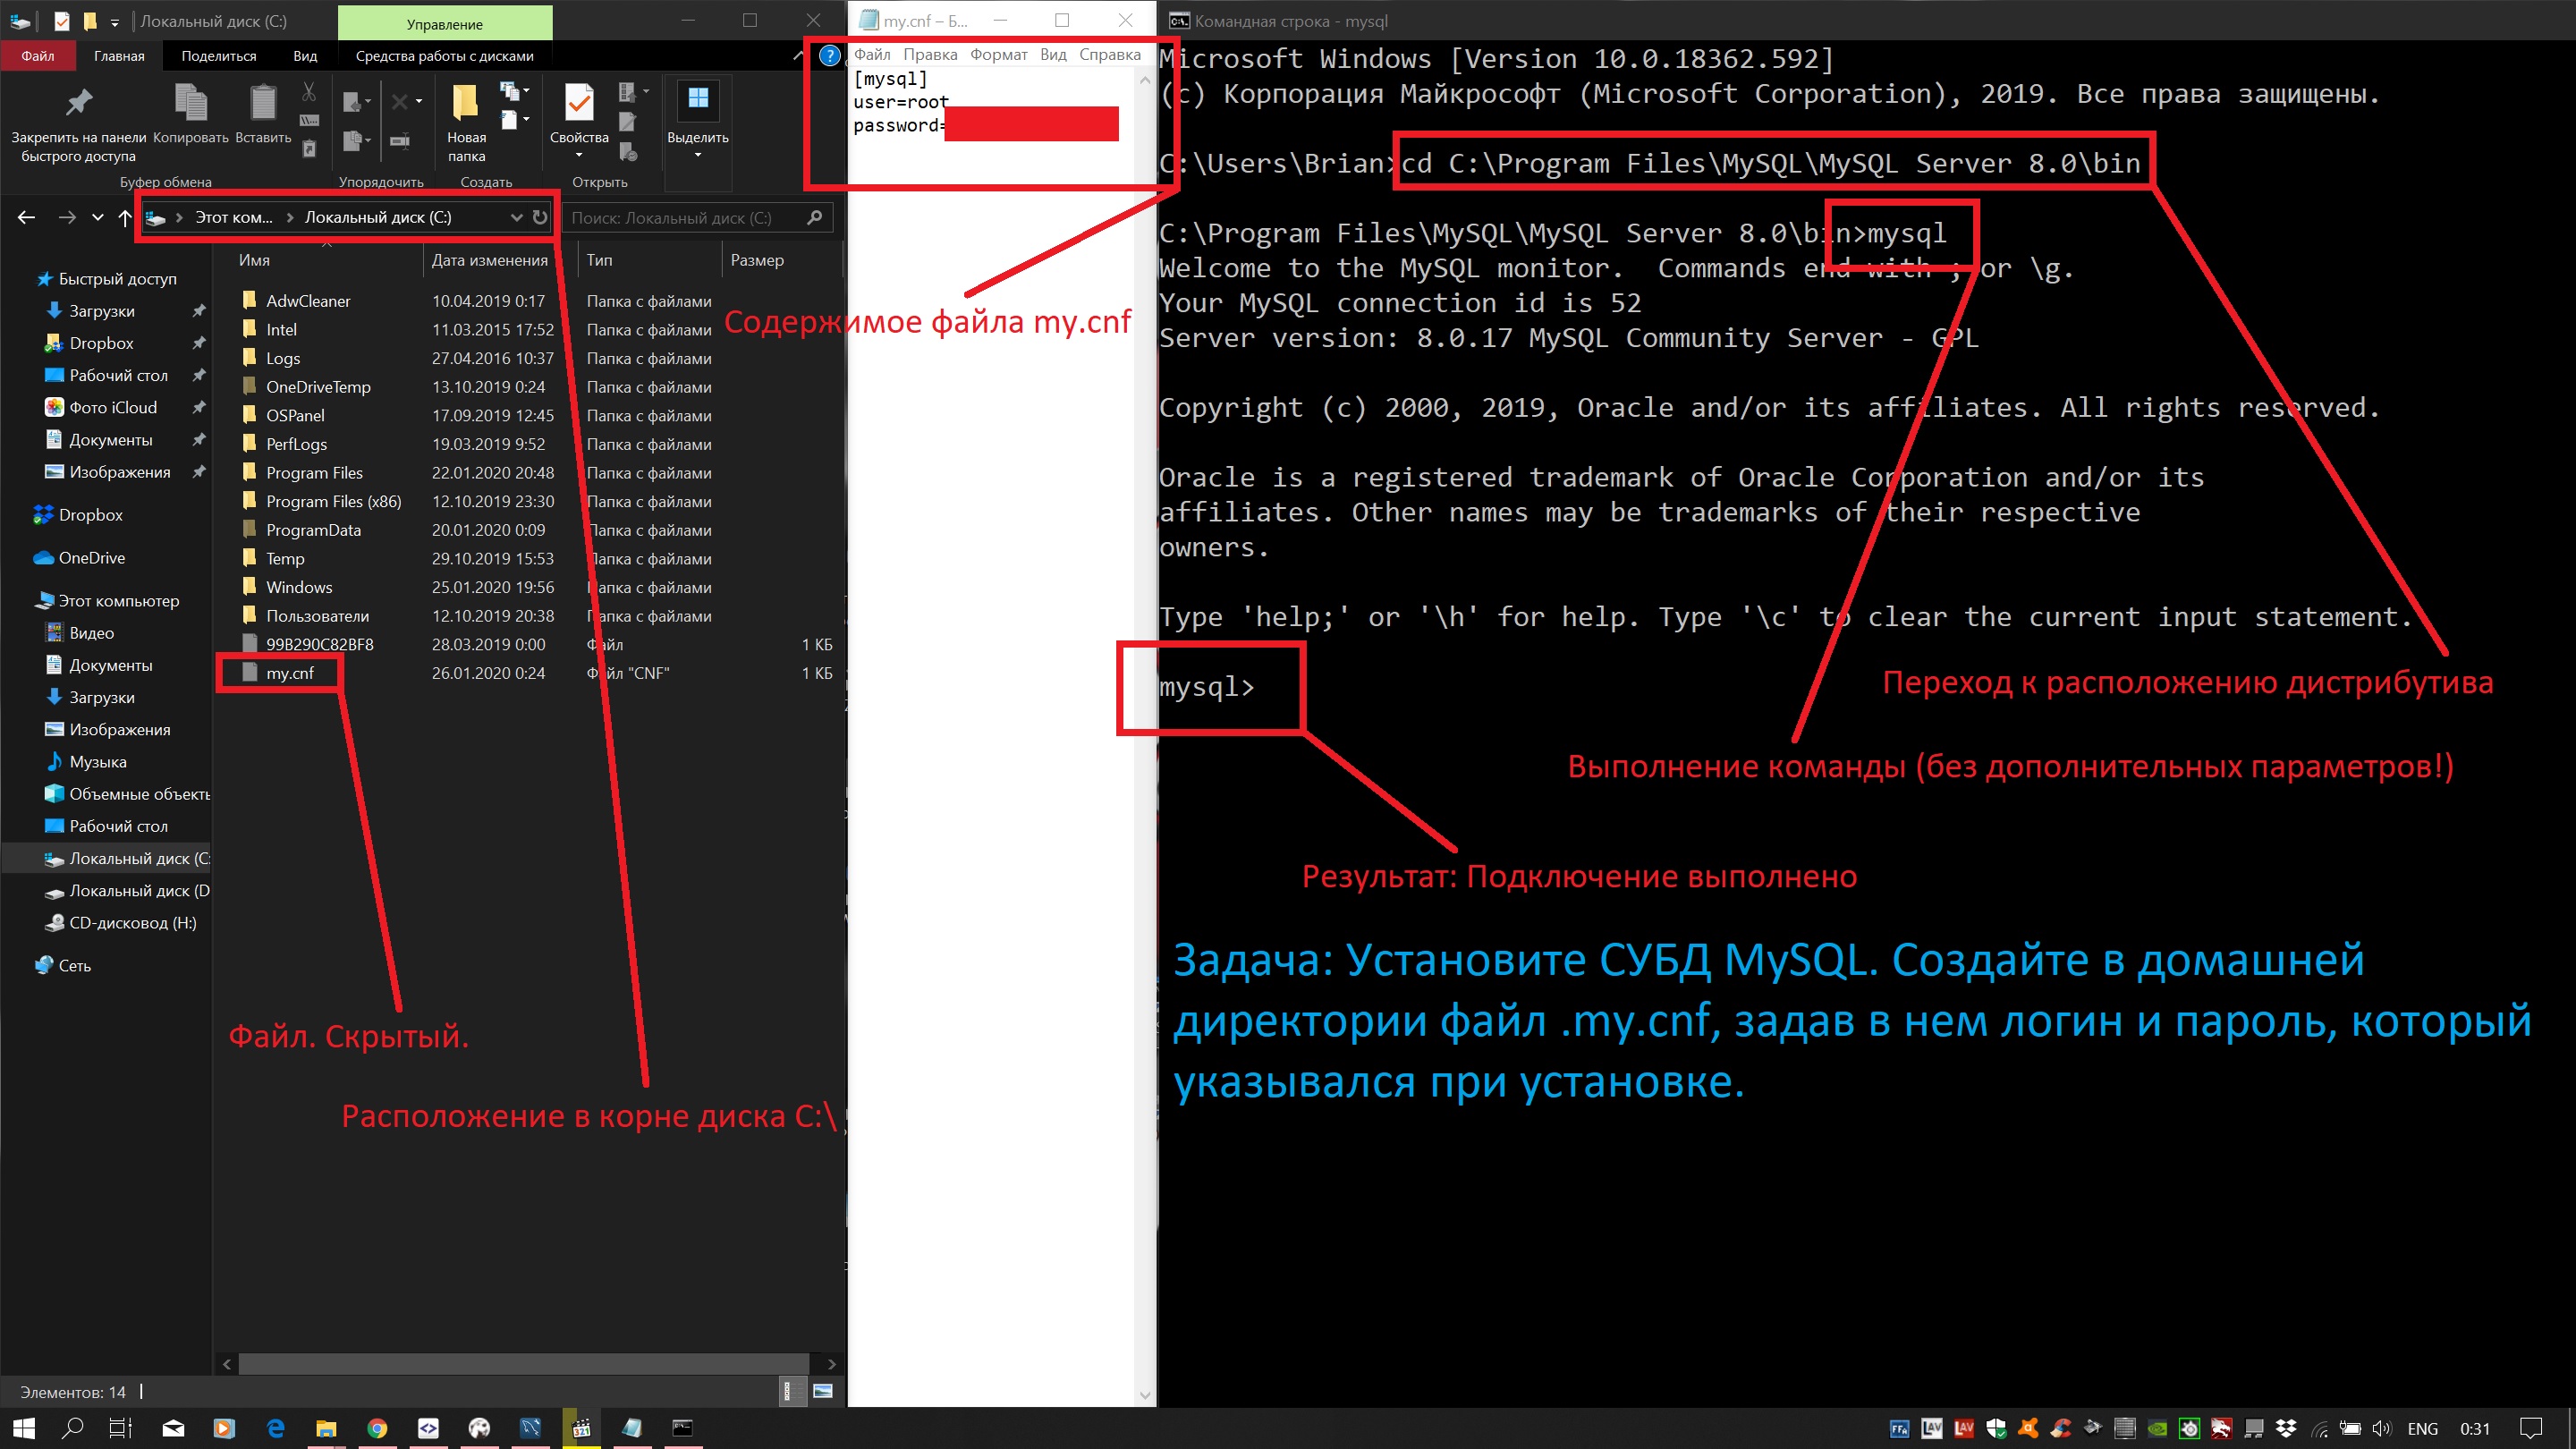 Локальный диск (C:)
Управление
Файл
Главная
Поделиться
Вид
Средства работы с дисками
Закрепить на панели
быстрого доступа
Копировать
Вставить
Новая
папка
Свойства
Выделить
Буфер обмена
Упорядочить
Создать
Открыть
Этот ком...
Локальный диск (C:)
Поиск: Локальный диск (C:)
Имя
Дата изменения
Тип
Размер
Быстрый доступ
Загрузки
Dropbox
Рабочий стол
Фото iCloud
Документы
Изображения
Dropbox
OneDrive
Этот компьютер
Видео
Документы
Загрузки
Изображения
Музыка
Объемные объекть
Рабочий стол
Локальный диск (C:
Локальный диск (D
CD-дисковод (H:)
Сеть
AdwCleaner 10.04.2019 0:17 Папка с файлами
Intel 11.03.2015 17:52 Папка с файлами
Logs 27.04.2016 10:37 Папка с файлами
OneDriveTemp 13.10.2019 0:24 Папка с файлами
OSPanel 17.09.2019 12:45 Папка с файлами
PerfLogs 19.03.2019 9:52 Папка с файлами
Program Files 22.01.2020 20:48 Папка с файлами
Program Files (x86) 12.10.2019 23:30 Папка с файлами
ProgramData 20.01.2020 0:09 Папка с файлами
Temp 29.10.2019 15:53 Папка с файлами
Windows 25.01.2020 19:56 Папка с файлами
Пользователи 12.10.2019 20:38 Папка с файлами
99B290C82BF8 28.03.2019 0:00 Файл 1 КБ
my.cnf 26.01.2020 0:24 Файл "CNF" 1 КБ
Файл. Скрытый.
Расположение в корне диска C:\
Элементов: 14
my.cnf – Б...
Файл Правка Формат Вид Справка
[mysql]
user=root
password=
Содержимое файла my.cnf
Командная строка - mysql
Microsoft Windows [Version 10.0.18362.592]
(c) Корпорация Майкрософт (Microsoft Corporation), 2019. Все права защищены.
C:\Users\Brian>cd C:\Program Files\MySQL\MySQL Server 8.0\bin
C:\Program Files\MySQL\MySQL Server 8.0\bin>mysql
Welcome to the MySQL monitor.  Commands end with ; or \g.
Your MySQL connection id is 52
Server version: 8.0.17 MySQL Community Server - GPL
Copyright (c) 2000, 2019, Oracle and/or its affiliates. All rights reserved.
Oracle is a registered trademark of Oracle Corporation and/or its
affiliates. Other names may be trademarks of their respective
owners.
Type 'help;' or '\h' for help. Type '\c' to clear the current input statement.
mysql>
Переход к расположению дистрибутива
Выполнение команды (без дополнительных параметров!)
Результат: Подключение выполнено
Задача: Установите СУБД MySQL. Создайте в домашней
директории файл .my.cnf, задав в нем логин и пароль, который
указывался при установке.
ENG
0:31